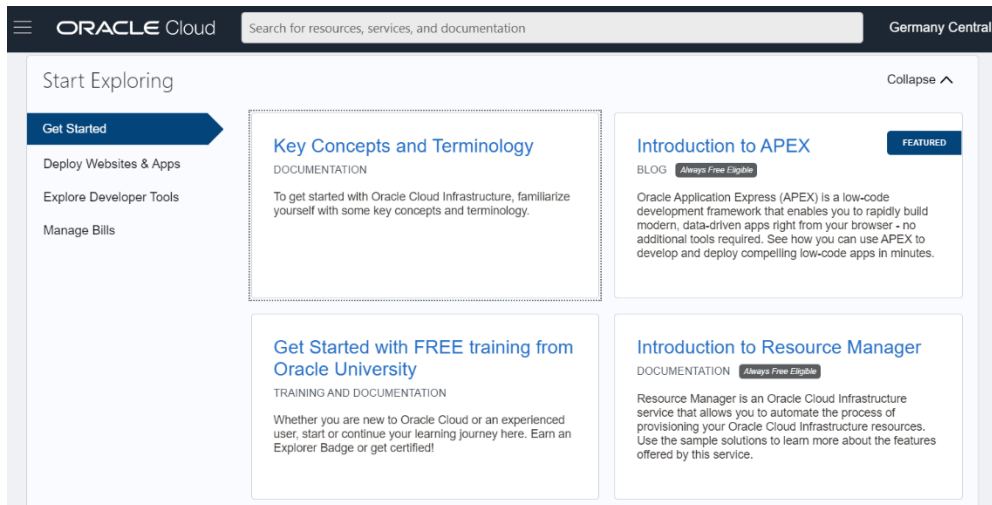 ORACLE Cloud
Search for resources, services, and documentation
Germany Central
Start Exploring
Collapse
Get Started
Deploy Websites & Apps
Explore Developer Tools
Manage Bills
Key Concepts and Terminology
DOCUMENTATION
To get started with Oracle Cloud Infrastructure, familiarize
yourself with some key concepts and terminology.
Introduction to APEX
FEATURED
BLOG Always Free Eligible
Oracle Application Express (APEX) is a low-code
development framework that enables you to rapidly build
modern, data-driven apps right from your browser - no
additional tools required. See how you can use APEX to
develop and deploy compelling low-code apps in minutes.
Get Started with FREE training from
Oracle University
TRAINING AND DOCUMENTATION
Whether you are new to Oracle Cloud or an experienced
user, start or continue your learning journey here. Earn an
Explorer Badge or get certified!
Introduction to Resource Manager
DOCUMENTATION Always Free Eligible
Resource Manager is an Oracle Cloud Infrastructure
service that allows you to automate the process of
provisioning your Oracle Cloud Infrastructure resources.
Use the sample solutions to learn more about the features
offered by this service.